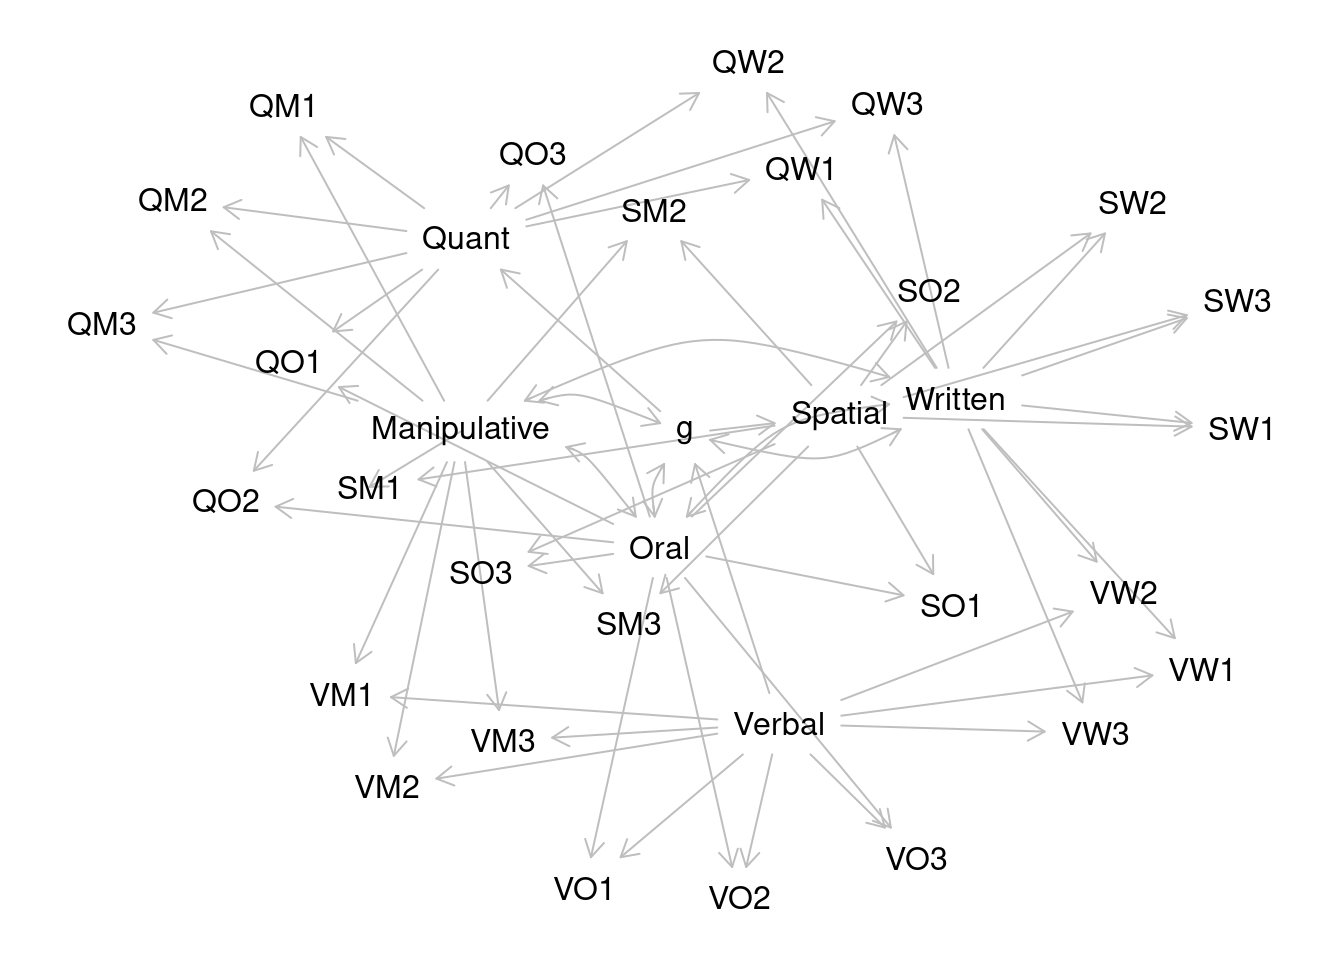 QW2
QM1
QW3
QO3
QW1
QM2
SM2
SW2
Quant
SO2
SW3
QM3
QO1
Written
Spatial
Manipulative
g
SW1
SM1
QO2
Oral
SO3
VW2
SO1
SM3
VW1
VM1
Verbal
VW3
VM3
VM2
VO3
VO1
VO2